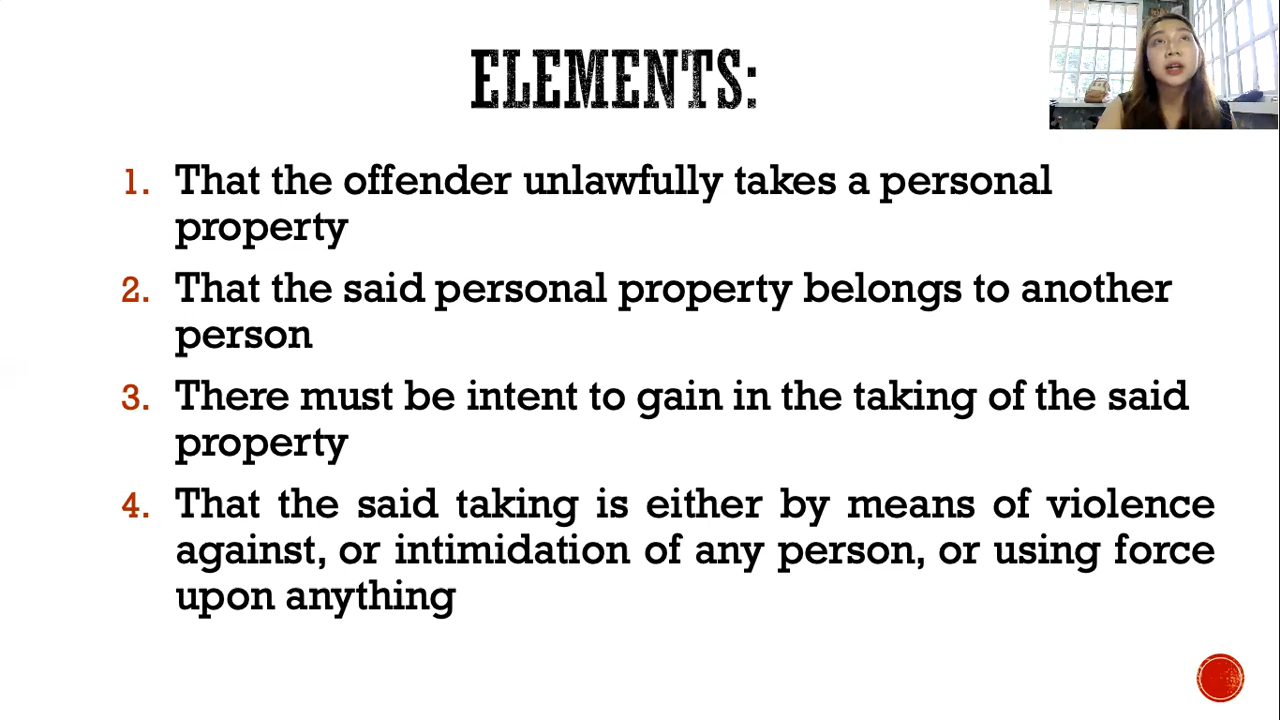 ELEMENTS:
1. That the offender unlawfully takes a personal
property
2. That the said personal property belongs to another
person
3. There must be intent to gain in the taking of the said
property
4. That the said taking is either by means of violence
against, or intimidation of any person, or using force
upon anything